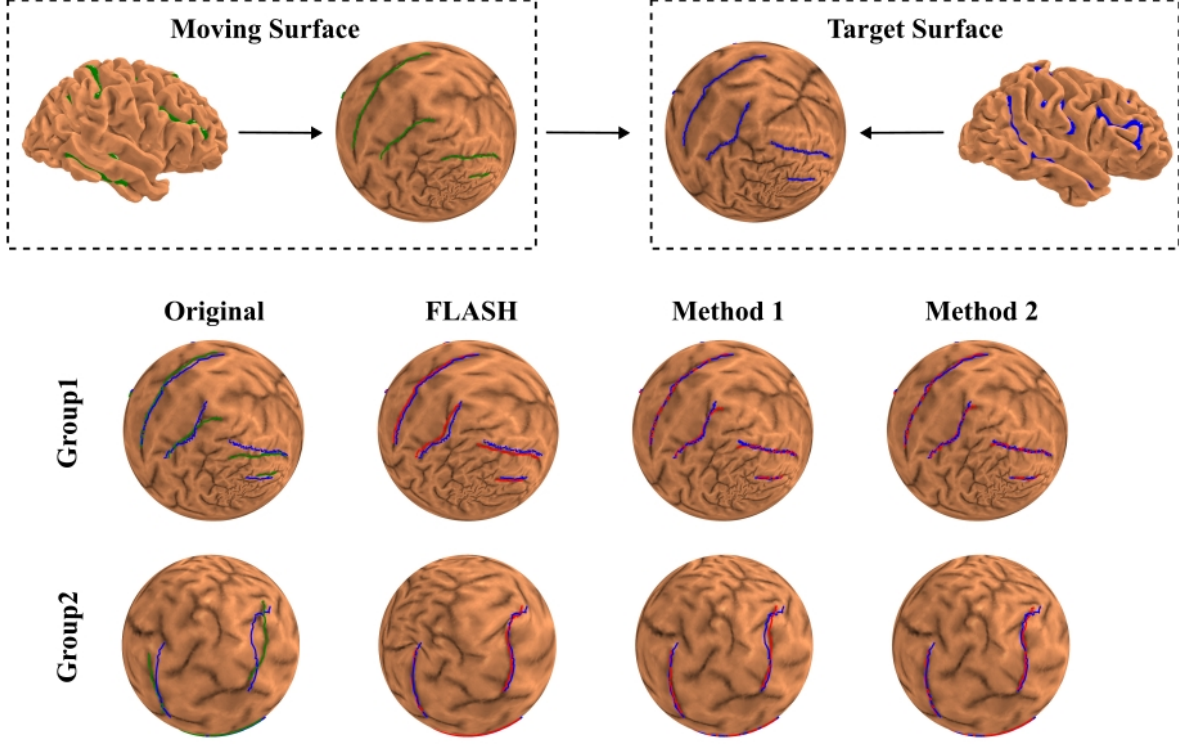 Moving Surface
Target Surface
Original
FLASH
Method 1
Method 2
Group1
Group2